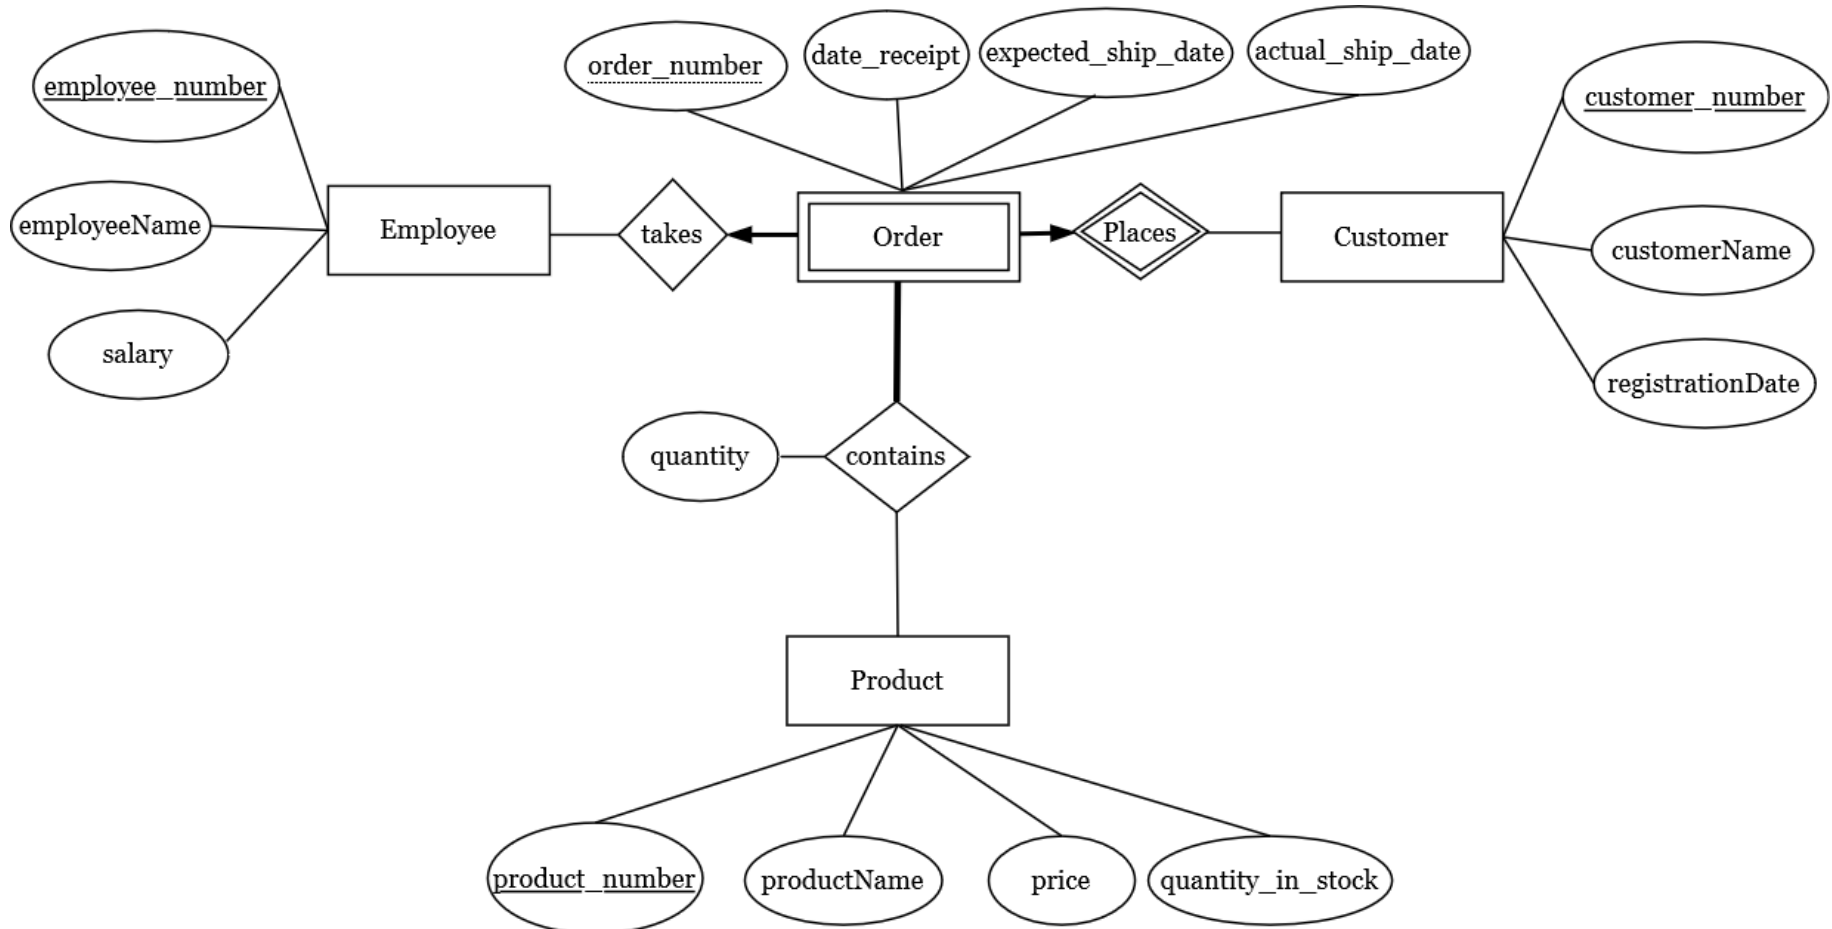 order_number
date_receipt
expected_ship_date
actual_ship_date
employee_number
customer_number
employeeName
Employee
takes
Order
Places
Customer
customerName
salary
registrationDate
quantity
contains
Product
product_number
productName
price
quantity_in_stock